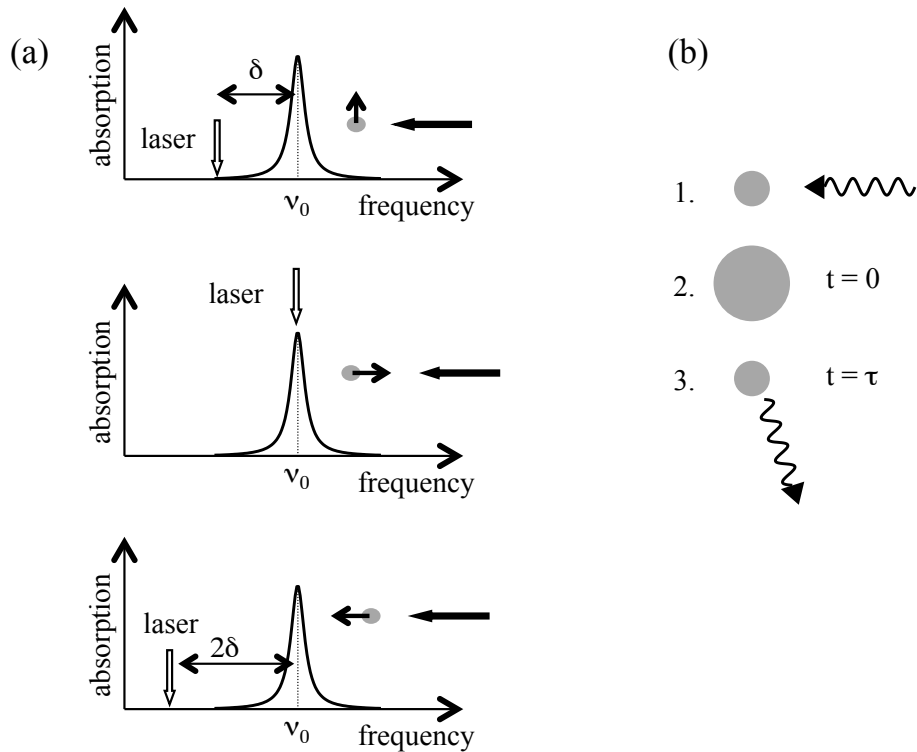 (a)
absorption
δ
laser
ν₀
frequency
laser
absorption
ν₀
frequency
absorption
laser
2δ
ν₀
frequency
(b)
1.
2.
t = 0
3.
t = τ